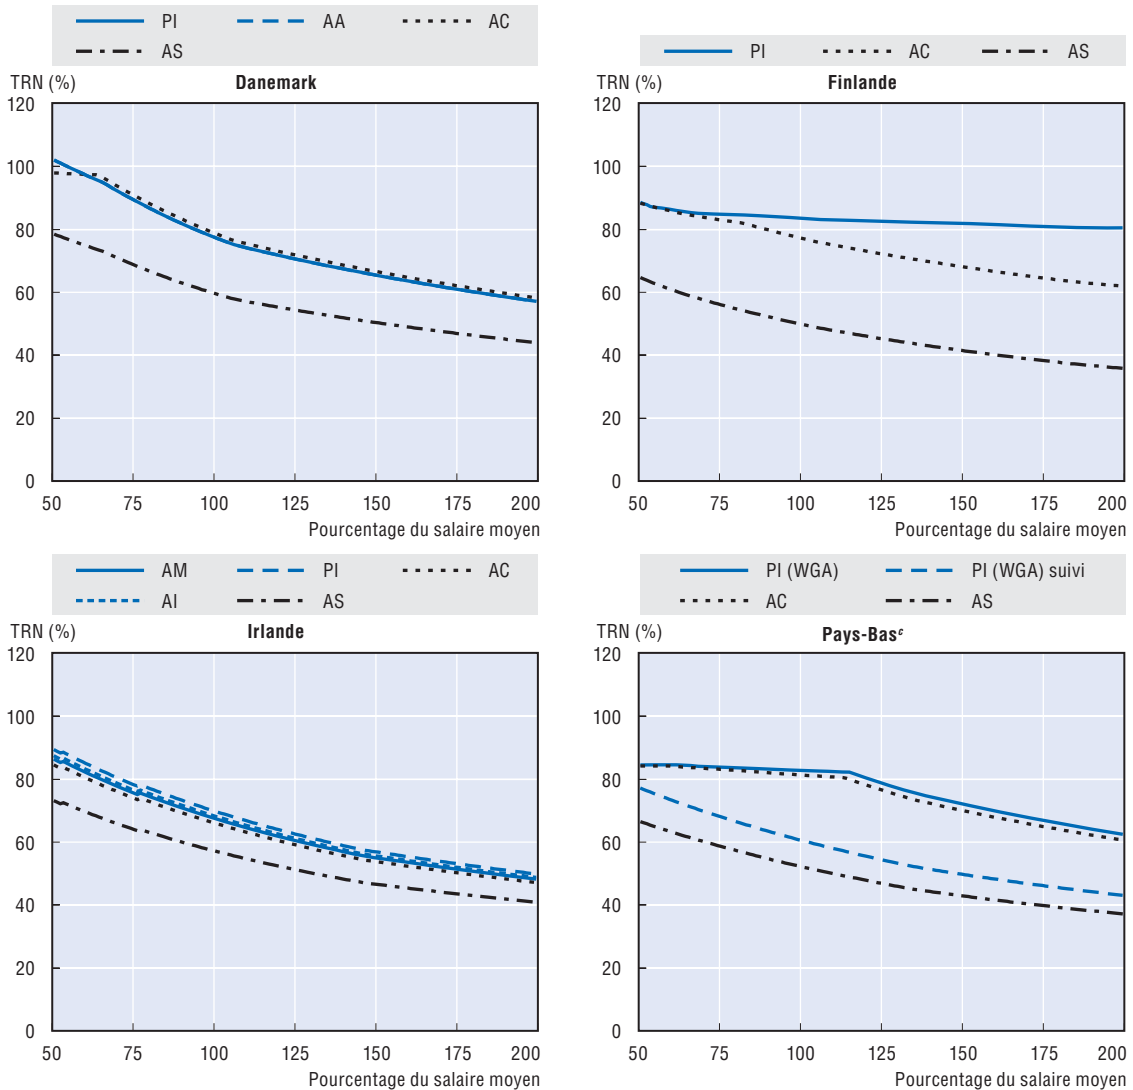 PI AA AC
AS
TRN (%) Danemark
120
100
80
60
40
20
0
50 75 100 125 150 175 200
Pourcentage du salaire moyen
PI AC AS
TRN (%) Finlande
120
100
80
60
40
20
0
50 75 100 125 150 175 200
Pourcentage du salaire moyen
AM PI AC
AI AS
TRN (%) Irlande
120
100
80
60
40
20
0
50 75 100 125 150 175 200
Pourcentage du salaire moyen
PI (WGA) PI (WGA) suivi
AC AS
TRN (%) Pays-Basᶜ
120
100
80
60
40
20
0
50 75 100 125 150 175 200
Pourcentage du salaire moyen